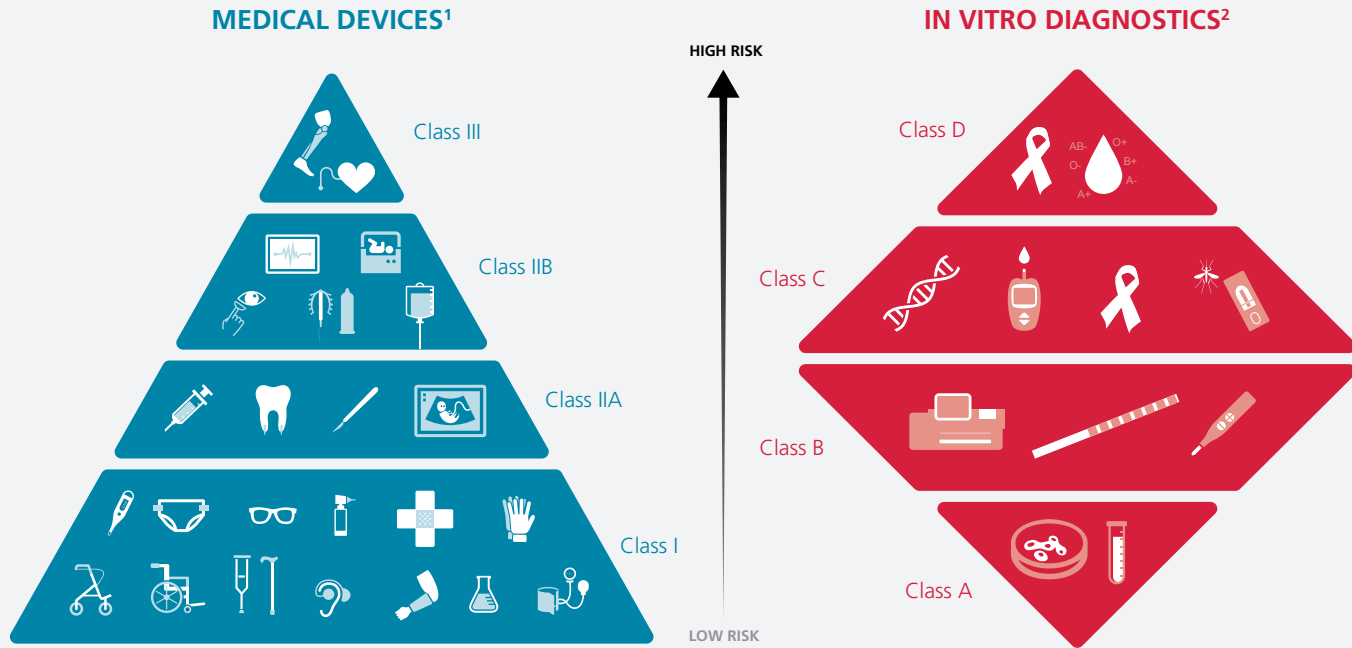 MEDICAL DEVICES¹
IN VITRO DIAGNOSTICS²
HIGH RISK
Class III
Class IIB
Class IIA
Class I
LOW RISK
Class D
AB-
O+
O-
B+
A-
A+
Class C
Class B
Class A